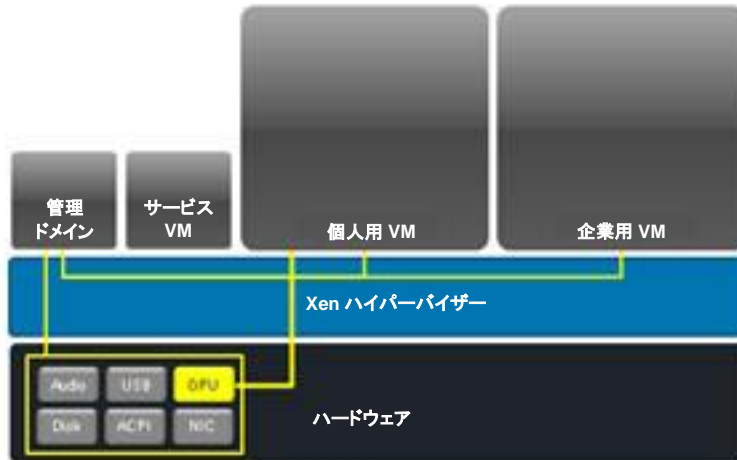 管理
ドメイン
サービス
VM
個人用 VM
企業用 VM
Xen ハイパーバイザー
Audio
USB
GPU
Disk
ACPI
NIC
ハードウェア